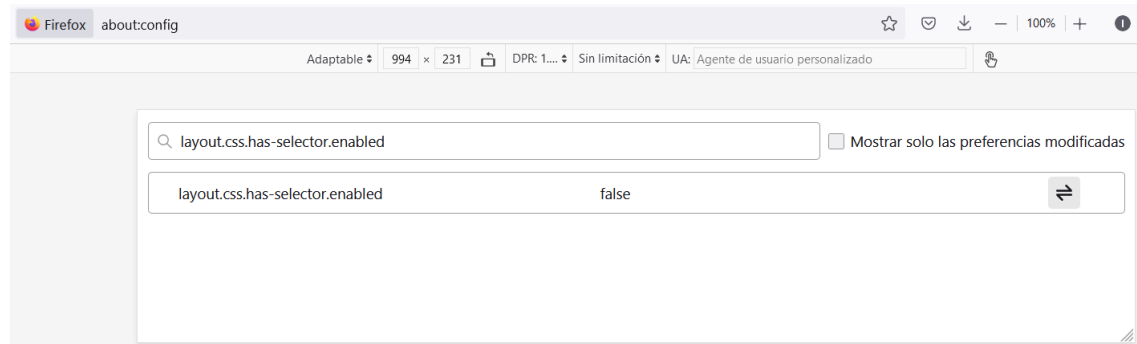 Firefox about:config 100%
Adaptable 994 × 231 DPR: 1.... Sin limitación UA: Agente de usuario personalizado
layout.css.has-selector.enabled Mostrar solo las preferencias modificadas
layout.css.has-selector.enabled false